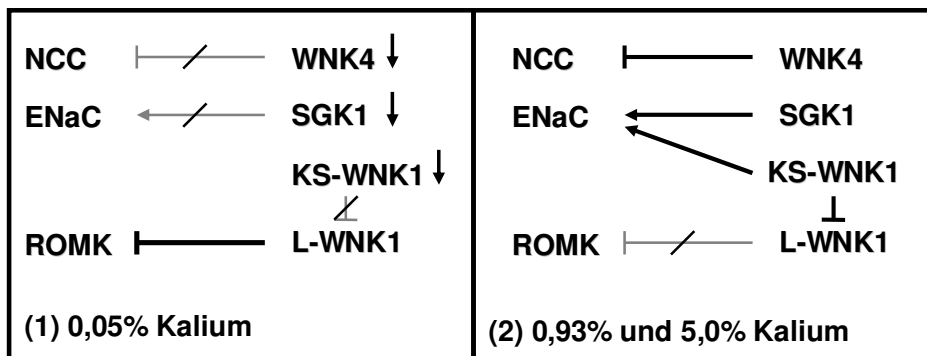 NCC WNK4
ENaC SGK1
KS-WNK1
ROMK L-WNK1
(1) 0,05% Kalium
NCC WNK4
ENaC SGK1
KS-WNK1
ROMK L-WNK1
(2) 0,93% und 5,0% Kalium